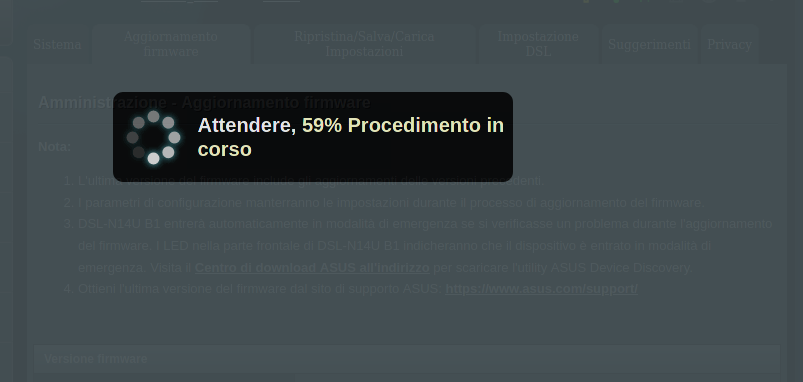 Sistema
Aggiornamento
firmware
Ripristina/Salva/Carica
Impostazioni
Impostazione
DSL
Suggerimenti
Privacy
Amministrazione - Aggiornamento firmware
Attendere, 59% Procedimento in
corso
Nota:
1. L'ultima versione del firmware include gli aggiornamenti delle versioni precedenti.
2. I parametri di configurazione manterranno le impostazioni durante il processo di aggiornamento del firmware.
3. DSL-N14U B1 entrerà automaticamente in modalità di emergenza se si verificasse un problema durante l'aggiornamento
del firmware. I LED nella parte frontale di DSL-N14U B1 indicheranno che il dispositivo è entrato in modalità di
emergenza. Visita il Centro di download ASUS all'indirizzo per scaricare l'utility ASUS Device Discovery.
4. Ottieni l'ultima versione del firmware dal sito di supporto ASUS: https://www.asus.com/support/
Versione firmware